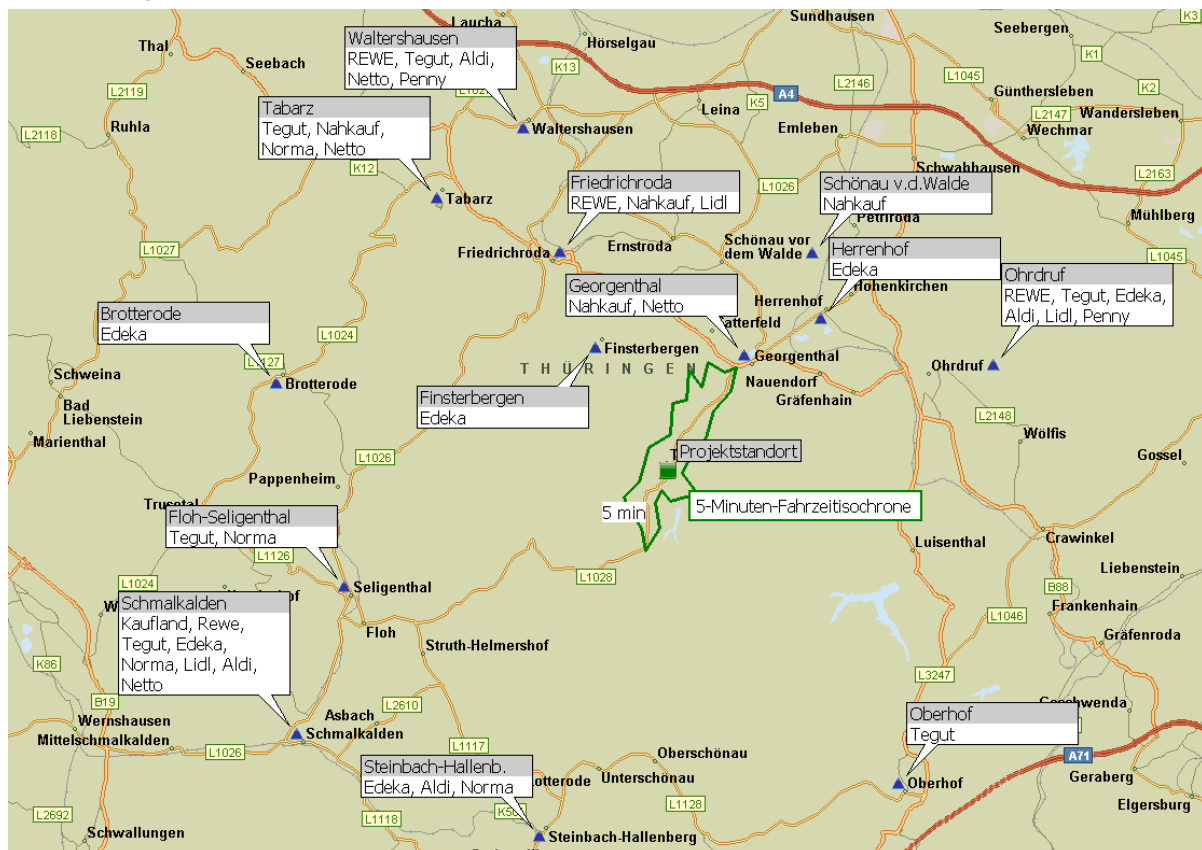 Laucha
Sundhausen
K3
Waltershausen
REWE, Tegut, Aldi,
Netto, Penny
Hörselgau
Seebergen
Thal
Seebach
K13
K1
L2146
L1045
L2119
K2
A4
Günthersleben
Tabarz
Tegut, Nahkauf,
Norma, Netto
Leina
K5
L2147
Wandersleben
Ruhla
L2118
Waltershausen
Emleben
Wechmar
K12
Schwabhausen
Friedrichroda
REWE, Nahkauf, Lidl
L1026
Schönau v.d.Walde
Nahkauf
L2163
Tabarz
Petriroda
Mühlberg
L1027
Friedrichroda
Ernstroda
Schönau vor
dem Walde
Herrenhof
Edeka
L1045
Georgenthal
Nahkauf, Netto
Herrenhof
Hohenkirchen
Ohrdruf
REWE, Tegut, Edeka,
Aldi, Lidl, Penny
Brotterode
Edeka
L1024
Finsterbergen
Georgenthal
THÜRINGEN
Ohrdruf
Schweina
Brotterode
Nauendorf
Gräfenhain
Bad
Liebenstein
Finsterbergen
Edeka
L2148
Marienthal
Wölfis
L1026
Projektstandort
Gossel
Pappenheim
Trusetal
5 min
5-Minuten-Fahrzeitisochrone
Floh-Seligenthal
Tegut, Norma
Crawinkel
L1126
Luisenthal
L1024
Seligenthal
L1028
Liebenstein
Schmalkalden
Kaufland, Rewe,
Tegut, Edeka,
Norma, Lidl, Aldi,
Netto
B88
Frankenhain
Floh
L1046
Struth-Helmershof
Gräfenroda
K86
L3247
B19
L2610
Oberhof
Tegut
Wernshausen
Asbach
Mittelschmalkalden
Schmalkalden
L1026
L1117
Oberschönau
A71
Steinbach-Hallenb.
Edeka, Aldi, Norma
Unterschönau
Geraberg
Oberhof
L1128
Elgersburg
L2692
L1118
Schwallungen
Steinbach-Hallenberg